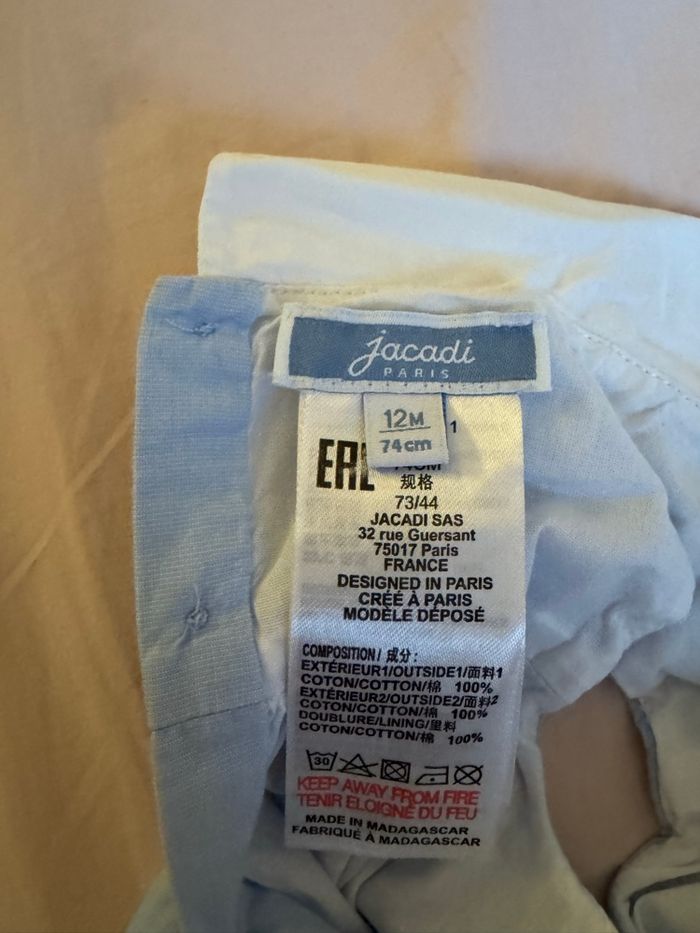 jacadi
PARIS
12M
74cm
1
EAC
74CM
规格
73/44
JACADI SAS
32 rue Guersant
75017 Paris
FRANCE
DESIGNED IN PARIS
CRÉÉ À PARIS
MODÈLE DÉPOSÉ
COMPOSITION/ 成分:
EXTÉRIEUR1/OUTSIDE1/面料1
COTON/COTTON/棉 100%
EXTÉRIEUR2/OUTSIDE2/面料2
COTON/COTTON/棉 100%
DOUBLURE/LINING/里料
COTON/COTTON/棉 100%
30
KEEP AWAY FROM FIRE
TENIR ELOIGNÉ DU FEU
MADE IN MADAGASCAR
FABRIQUÉ À MADAGASCAR